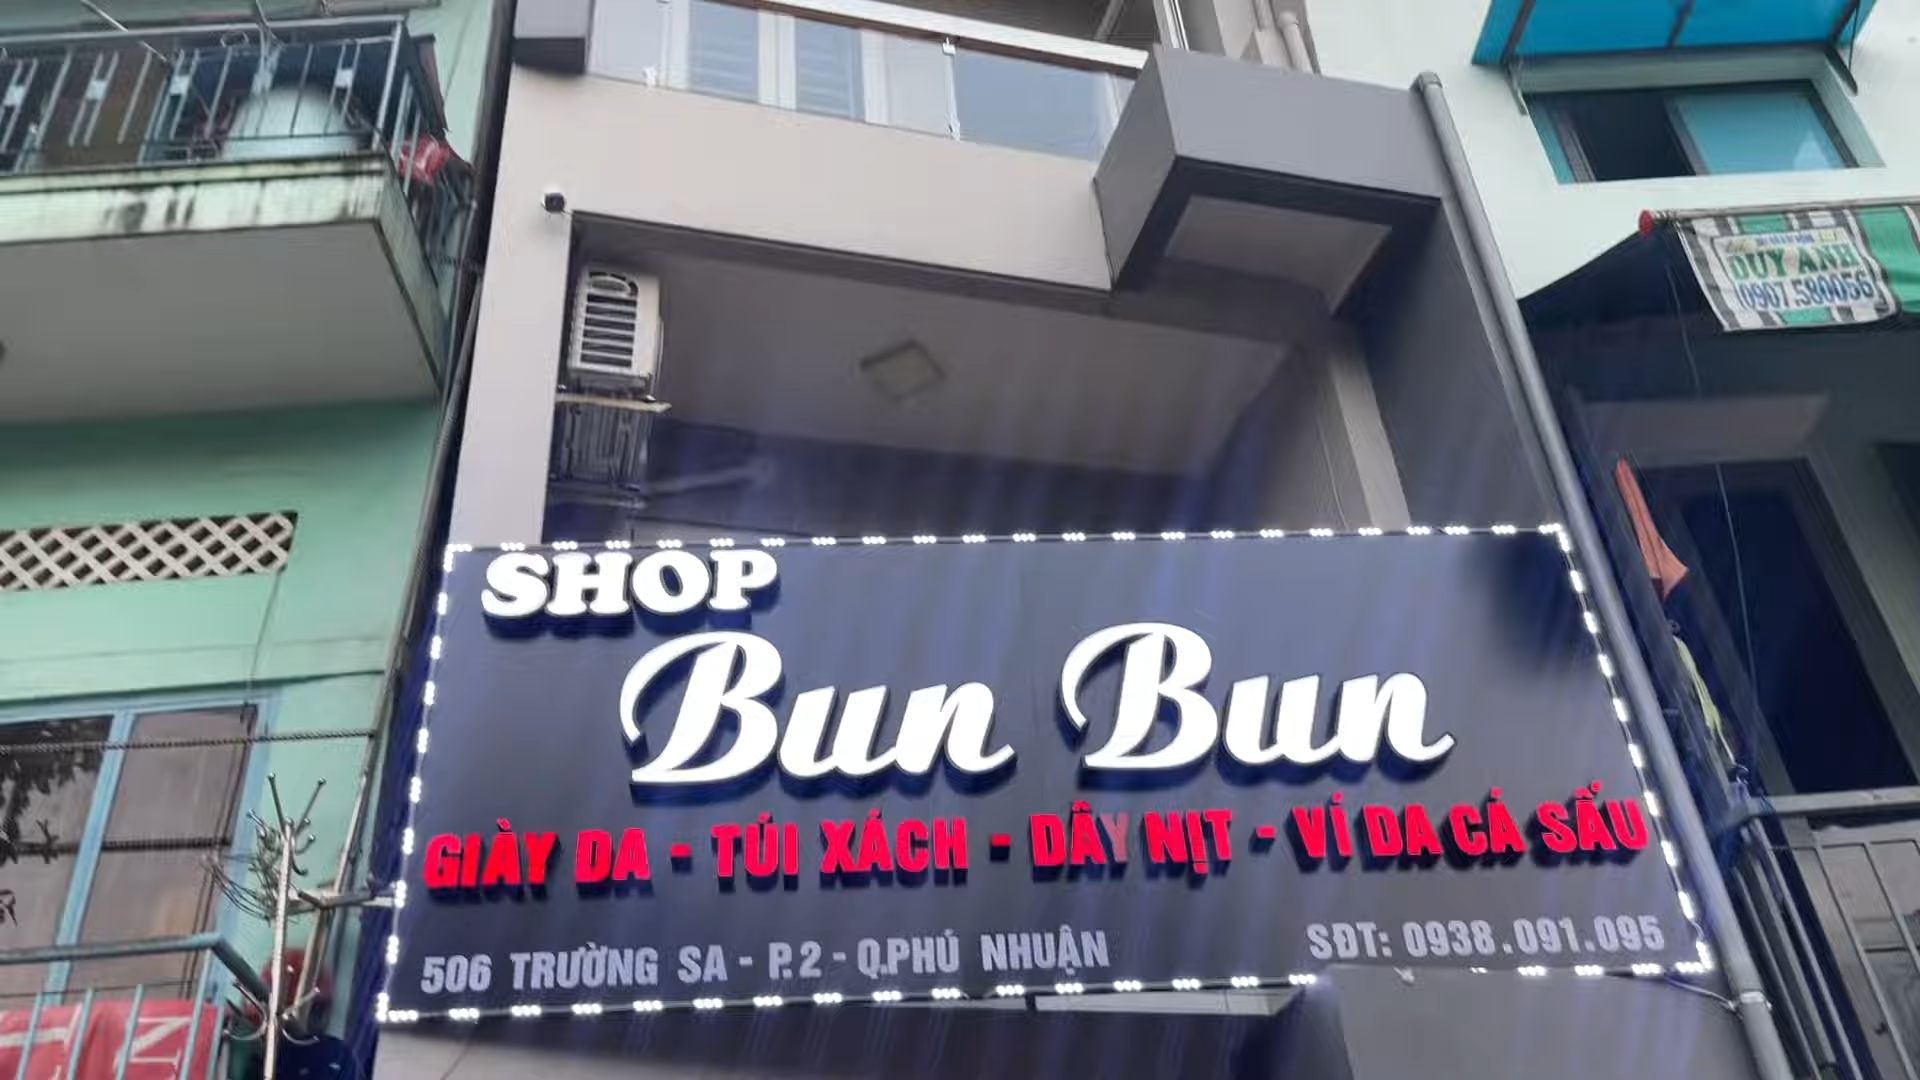 SHOP
Bun Bun
GIÀY DA - TÚI XÁCH - DÂY NỊT - VÍ DA CÁ SẤU
506 TRƯỜNG SA - P.2 - Q.PHÚ NHUẬN
SĐT: 0938.091.095
DUY ANH
0907 580056